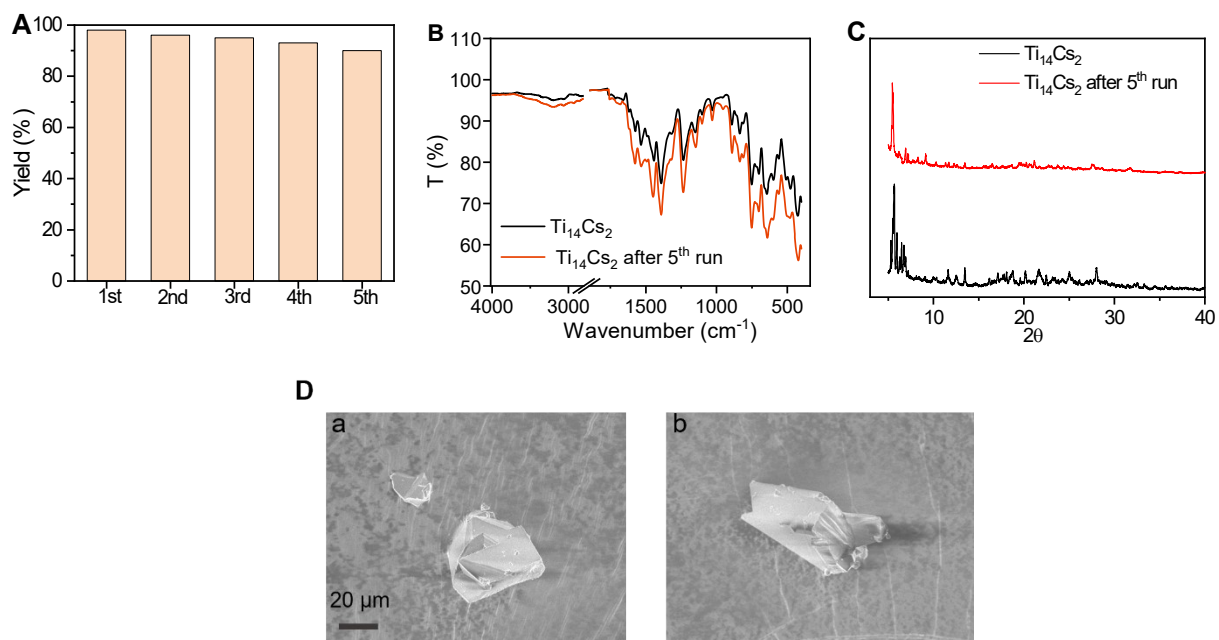 A
Yield (%)
100
80
60
40
20
0
1st 2nd 3rd 4th 5th
B
T (%)
110
100
90
80
70
60
50
Ti₁₄Cs₂
Ti₁₄Cs₂ after 5ᵗʰ run
4000 3000 1500 1000 500
Wavenumber (cm⁻¹)
C
Ti₁₄Cs₂
Ti₁₄Cs₂ after 5ᵗʰ run
10 20 30 40
2θ
D
a
20 μm
b